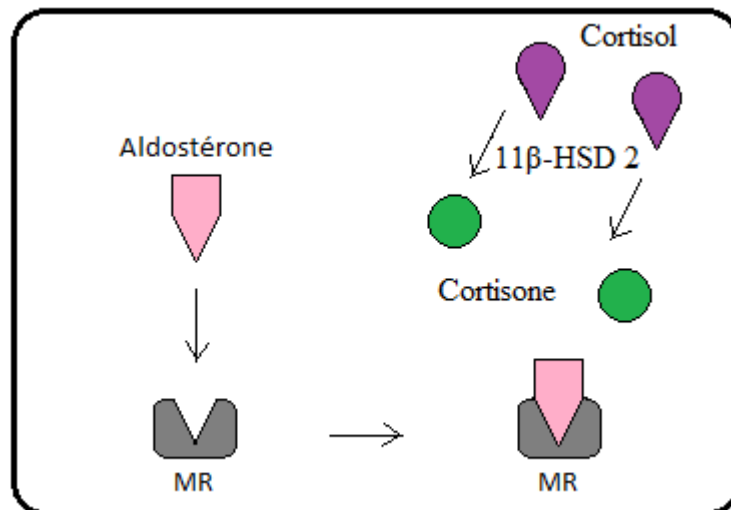 Cortisol
Aldostérone
11β-HSD 2
Cortisone
MR
MR